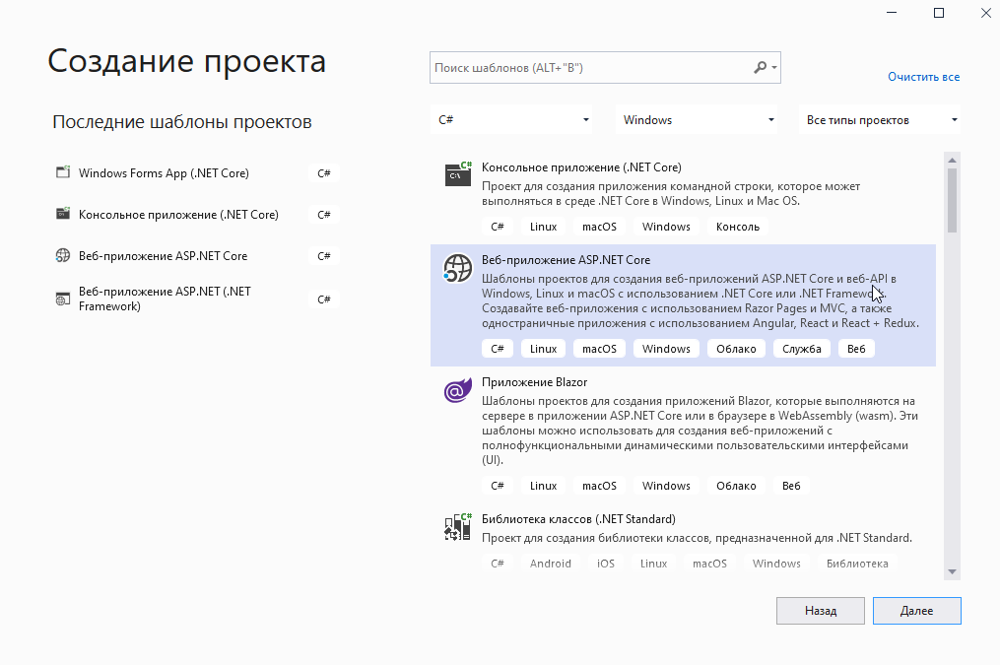 Создание проекта
Поиск шаблонов (ALT+"В")
Очистить все
Последние шаблоны проектов
C#
Windows
Все типы проектов
Windows Forms App (.NET Core)
C#
Консольное приложение (.NET Core)
C#
Веб-приложение ASP.NET Core
C#
Веб-приложение ASP.NET (.NET
Framework)
C#
Консольное приложение (.NET Core)
Проект для создания приложения командной строки, которое может
выполняться в среде .NET Core в Windows, Linux и Mac OS.
C# Linux macOS Windows Консоль
Веб-приложение ASP.NET Core
Шаблоны проектов для создания веб-приложений ASP.NET Core и веб-API в
Windows, Linux и macOS с использованием .NET Core или .NET Framework.
Создавайте веб-приложения с использованием Razor Pages и MVC, а также
одностраничные приложения с использованием Angular, React и React + Redux.
C# Linux macOS Windows Облако Служба Веб
Приложение Blazor
Шаблоны проектов для создания приложений Blazor, которые выполняются на
сервере в приложении ASP.NET Core или в браузере в WebAssembly (wasm). Эти
шаблоны можно использовать для создания веб-приложений с
полнофункциональными динамическими пользовательскими интерфейсами
(UI).
C# Linux macOS Windows Облако Веб
Библиотека классов (.NET Standard)
Проект для создания библиотеки классов, предназначенной для .NET Standard.
C# Android iOS Linux macOS Windows Библиотека
Назад
Далее